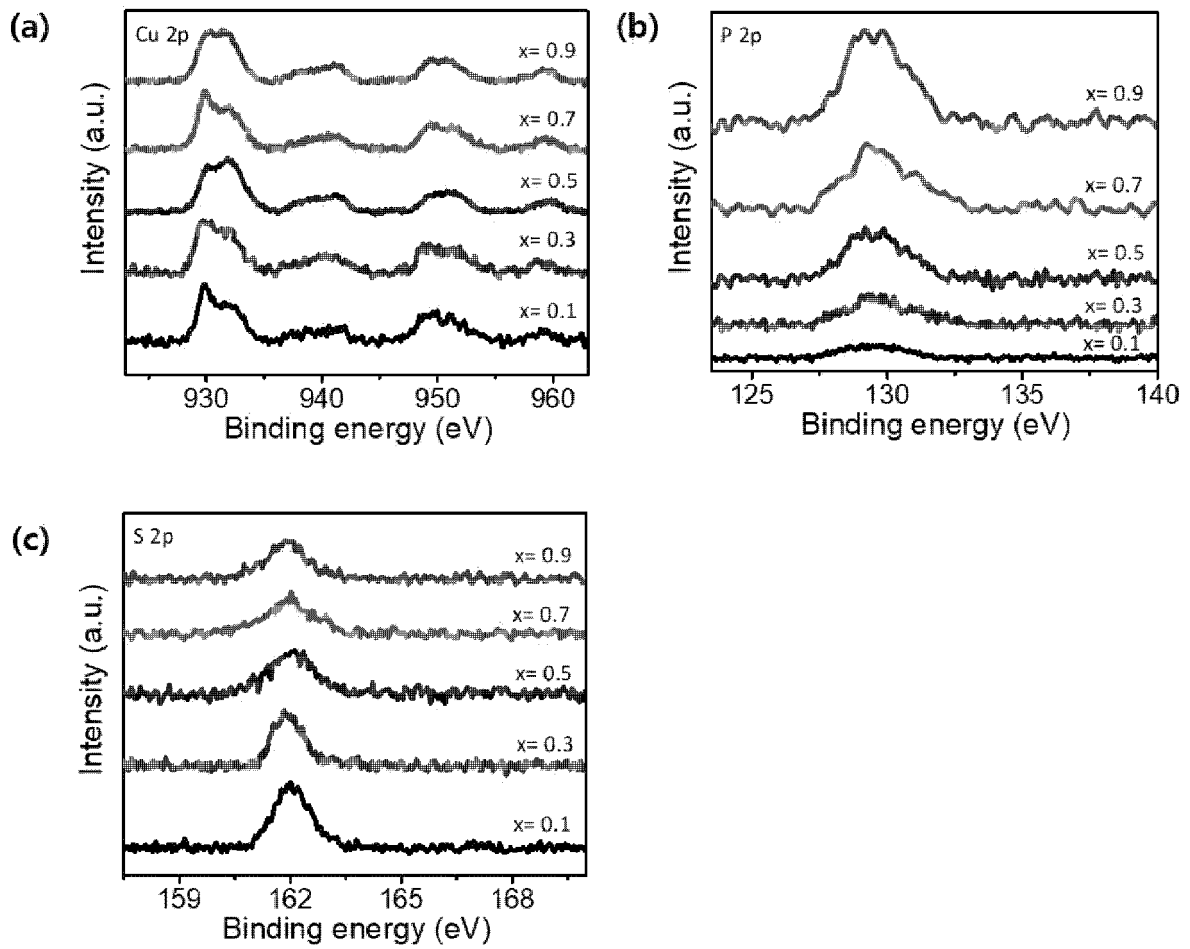 (a)
Cu 2p
x= 0.9
x= 0.7
x= 0.5
x= 0.3
x= 0.1
Intensity (a.u.)
930 940 950 960
Binding energy (eV)
(b)
P 2p
x= 0.9
x= 0.7
x= 0.5
x= 0.3
x= 0.1
Intensity (a.u.)
125 130 135 140
Binding energy (eV)
(c)
S 2p
x= 0.9
x= 0.7
x= 0.5
x= 0.3
x= 0.1
Intensity (a.u.)
159 162 165 168
Binding energy (eV)